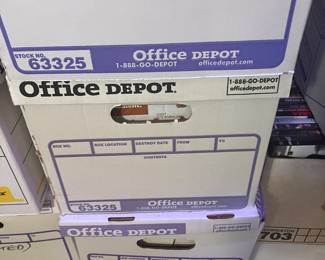 STOCK NO.
63325
Office DEPOT
1-888-GO-DEPOT
officedepot.com
Office DEPOT.
1-888-GO-DEPOT
officedepot.com
BOX NO.
BOX LOCATION
DESTROY DATE
FROM
TO
CONTENTS
63325
Office DEPOT
1-888-GO-DEPOT
officedepot.com
Office DEPOT
703